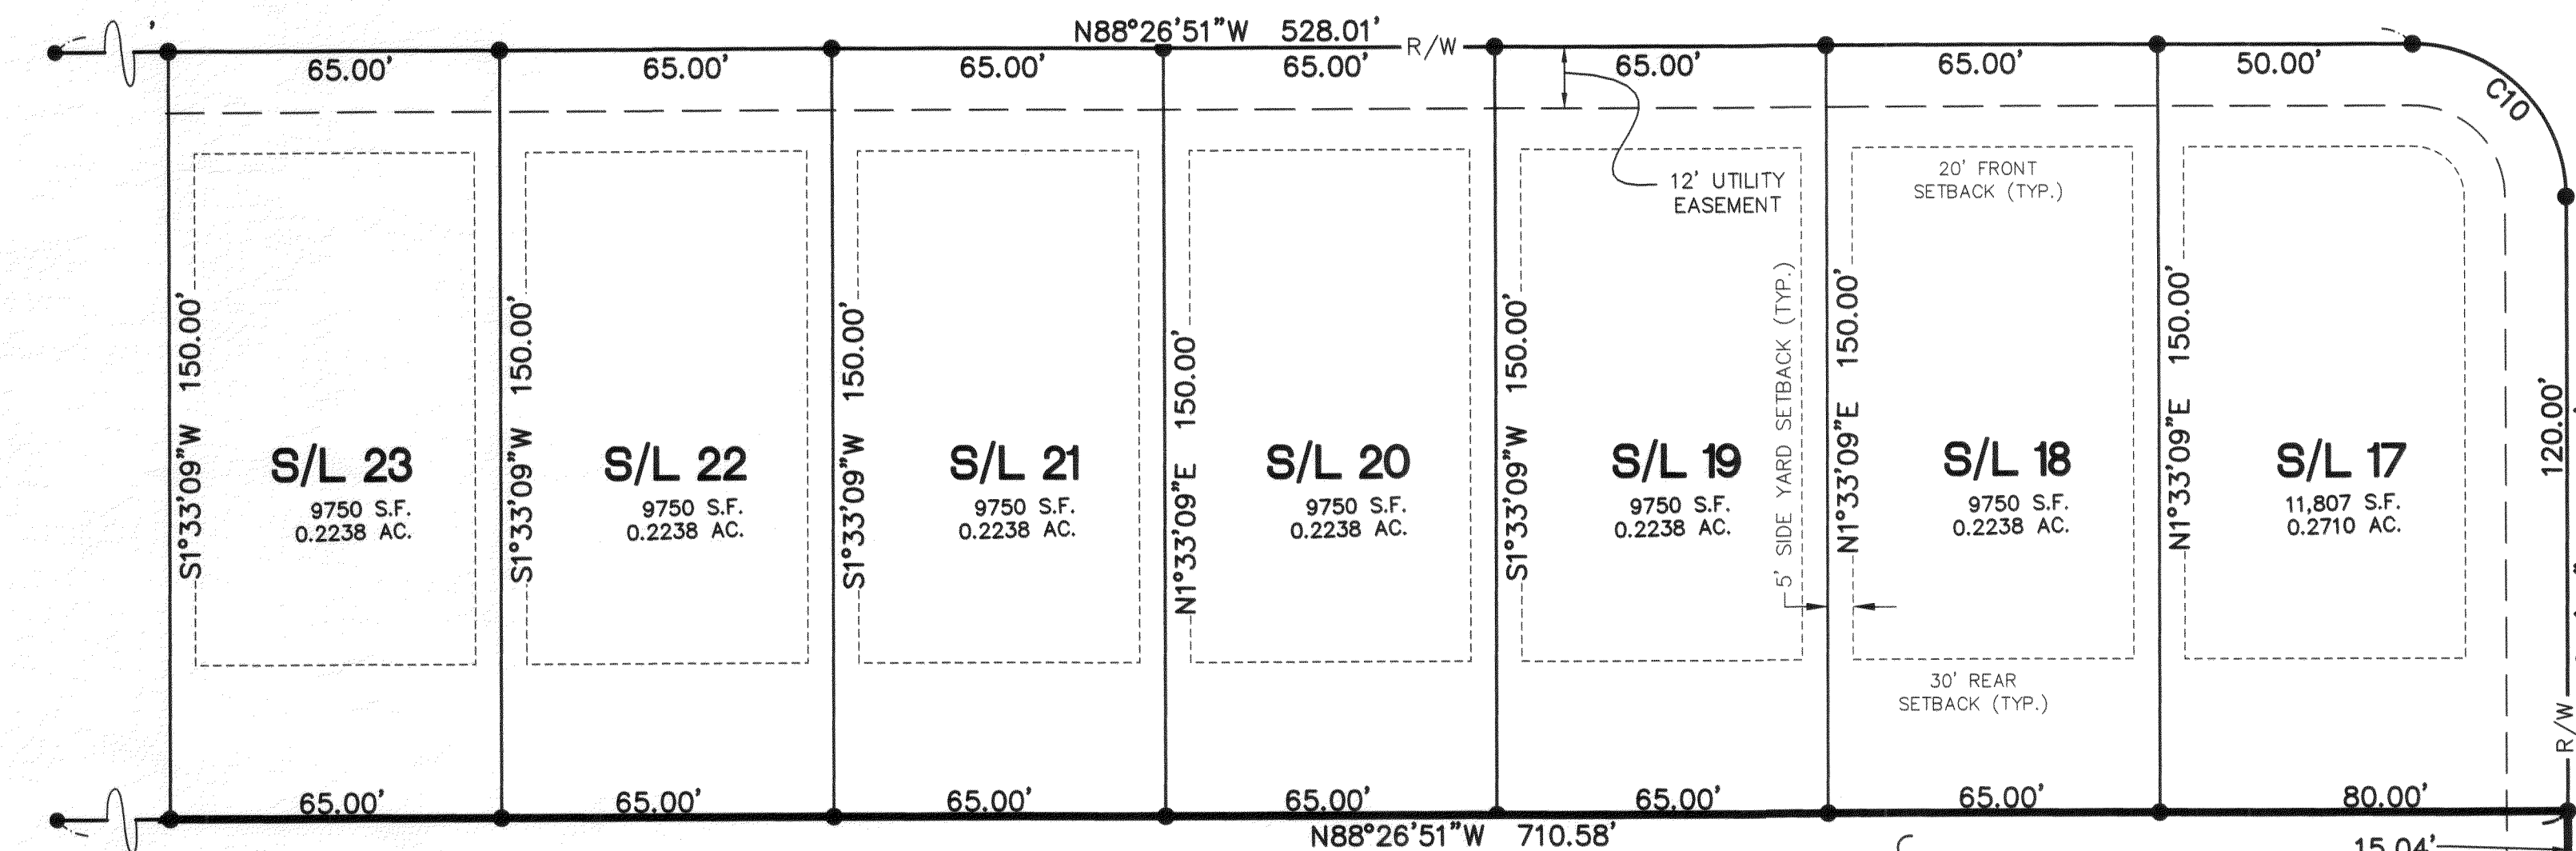 N88°26'51"W 528.01'
R/W
65.00'
65.00'
65.00'
65.00'
65.00'
65.00'
50.00'
C10
12' UTILITY
EASEMENT
20' FRONT
SETBACK (TYP.)
S1°33'09"W 150.00'
S1°33'09"W 150.00'
S1°33'09"W 150.00'
N1°33'09"E 150.00'
S1°33'09"W 150.00'
5' SIDE YARD SETBACK (TYP.)
N1°33'09"E 150.00'
N1°33'09"E 150.00'
120.00'
R/W
S/L 23
9750 S.F.
0.2238 AC.
S/L 22
9750 S.F.
0.2238 AC.
S/L 21
9750 S.F.
0.2238 AC.
S/L 20
9750 S.F.
0.2238 AC.
S/L 19
9750 S.F.
0.2238 AC.
S/L 18
9750 S.F.
0.2238 AC.
S/L 17
11,807 S.F.
0.2710 AC.
30' REAR
SETBACK (TYP.)
65.00'
65.00'
65.00'
65.00'
65.00'
65.00'
80.00'
N88°26'51"W 710.58'
15.04'